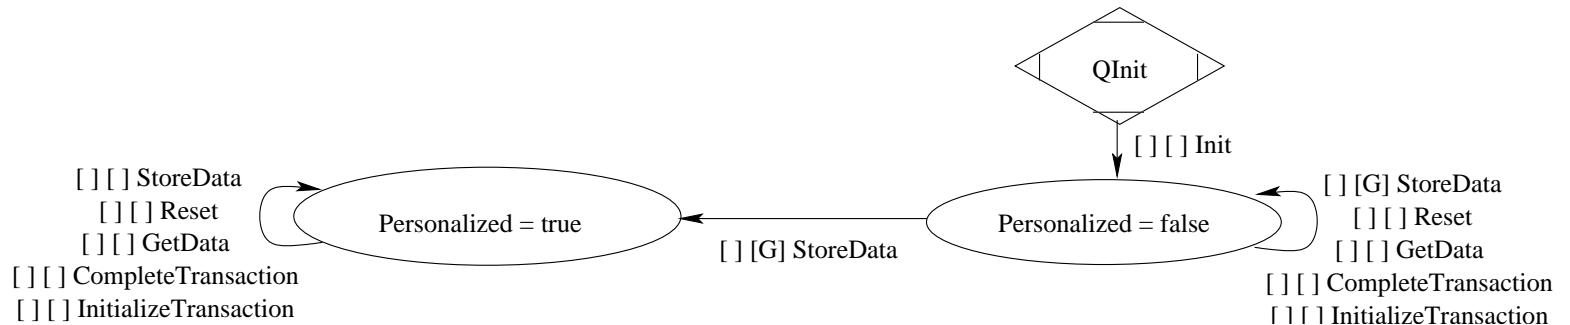 QInit
[ ] [ ] Init
[ ] [ ] StoreData
[ ] [ ] Reset
[ ] [ ] GetData
[ ] [ ] CompleteTransaction
[ ] [ ] InitializeTransaction
Personalized = true
[ ] [G] StoreData
Personalized = false
[ ] [G] StoreData
[ ] [ ] Reset
[ ] [ ] GetData
[ ] [ ] CompleteTransaction
[ ] [ ] InitializeTransaction